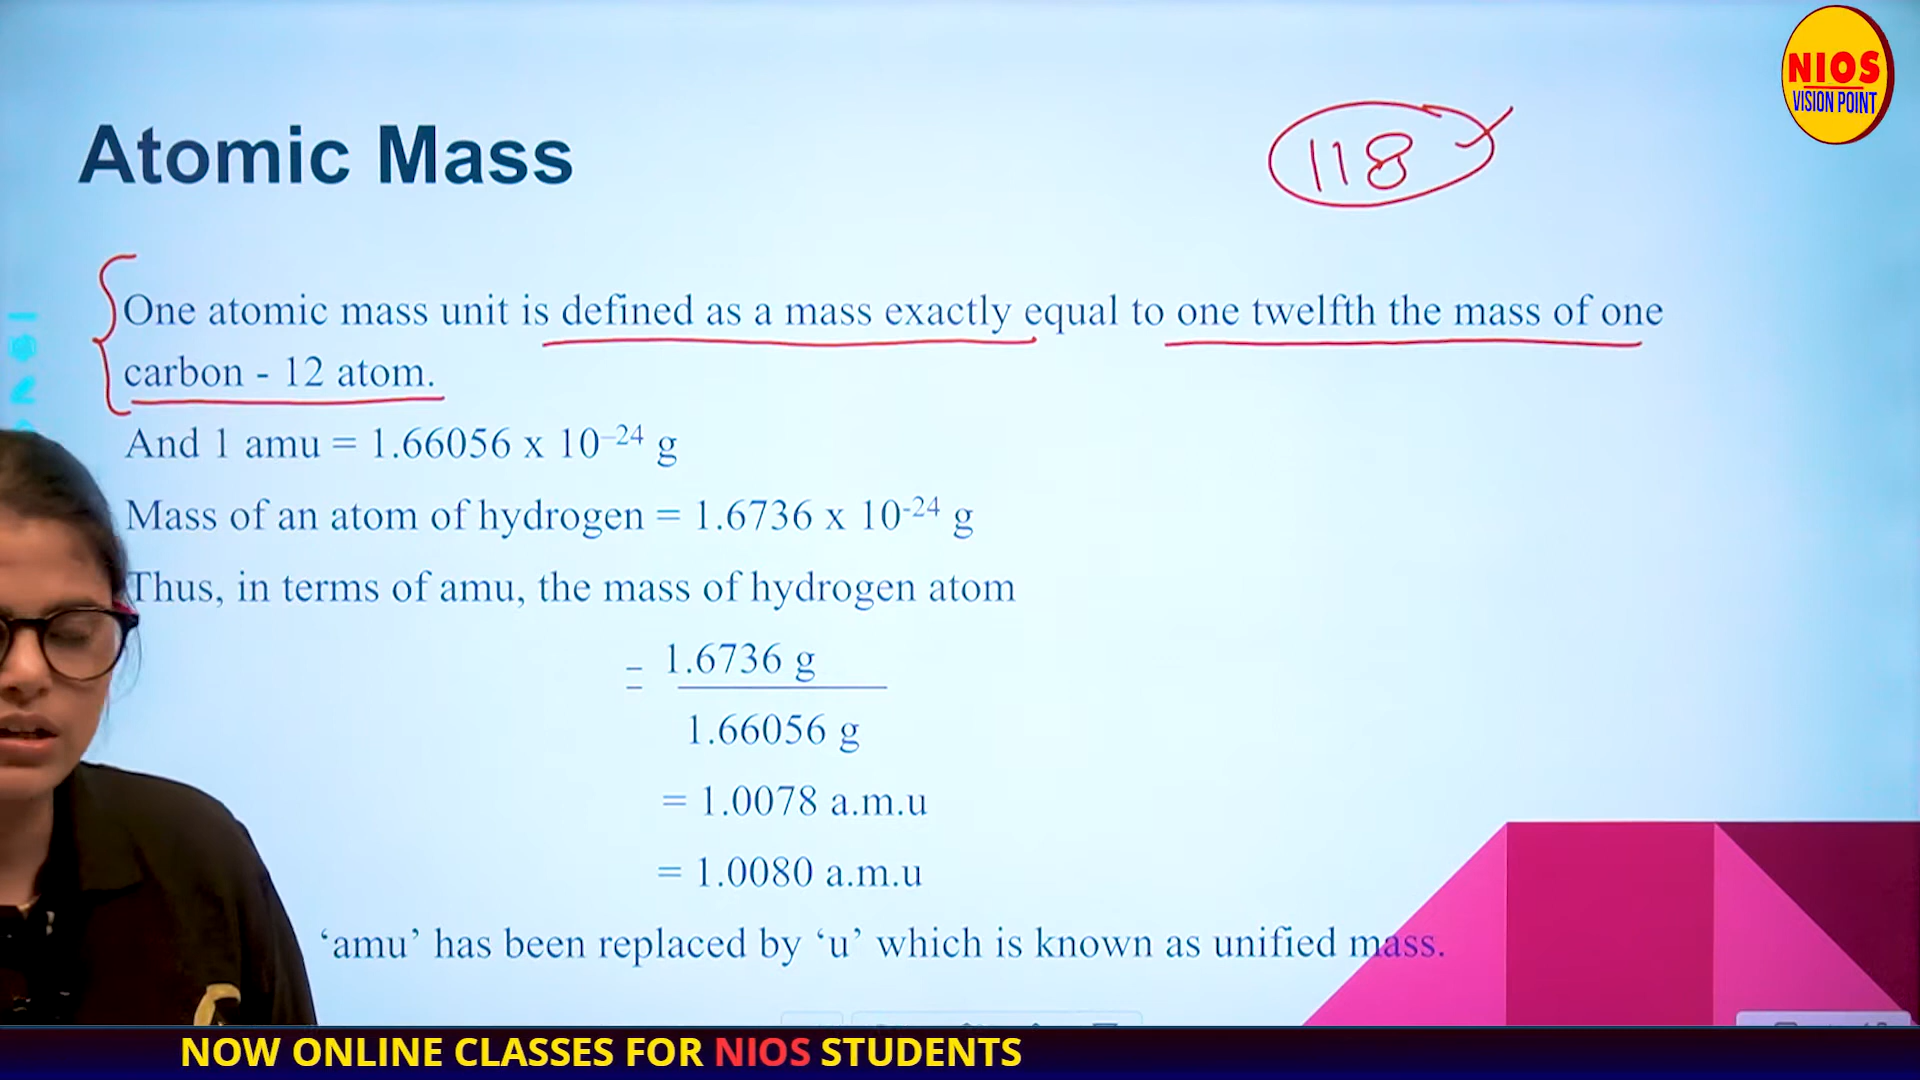 NIOS
VISION POINT
118
Atomic Mass
One atomic mass unit is defined as a mass exactly equal to one twelfth the mass of one
carbon - 12 atom.
And 1 amu = 1.66056 x 10⁻²⁴ g
Mass of an atom of hydrogen = 1.6736 x 10⁻²⁴ g
Thus, in terms of amu, the mass of hydrogen atom
= 1.6736 g
1.66056 g
= 1.0078 a.m.u
= 1.0080 a.m.u
‘amu’ has been replaced by ‘u’ which is known as unified mass.
NOW ONLINE CLASSES FOR NIOS STUDENTS